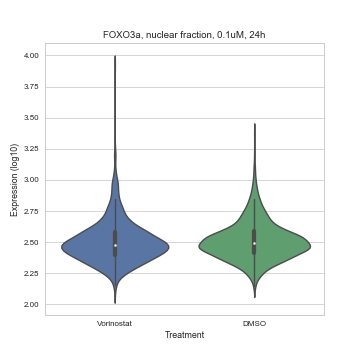 FOXO3a, nuclear fraction, 0.1uM, 24h
4.00
3.75
3.50
3.25
3.00
2.75
2.50
2.25
2.00
Expression (log10)
Vorinostat
DMSO
Treatment